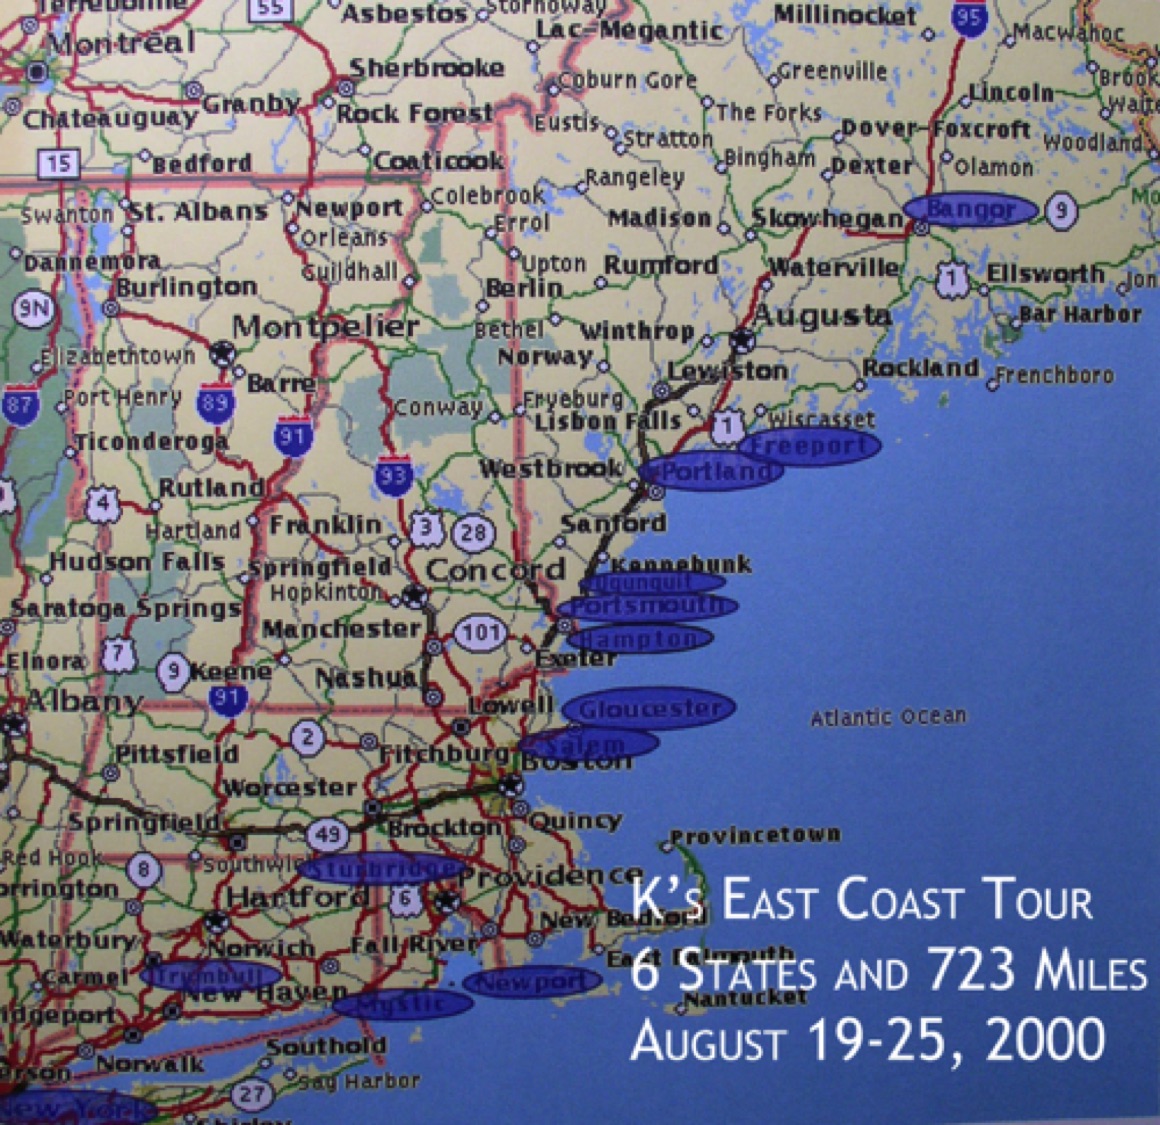 Terrebonne
55
Asbestos
Stornoway
Lac-Megantic
Millinocket
95
Macwahoc
Montreal
Sherbrooke
Coburn Gore
Greenville
Brook
Granby
Rock Forest
Lincoln
Chateauguay
Eustis
The Forks
Stratton
Dover-Foxcroft
Woodland
15
Bedford
Coaticook
Bingham
Dexter
Olamon
Rangeley
Swanton
St. Albans
Newport
Colebrook
Errol
Madison
Skowhegan
Bangor
9
Orleans
Dannemora
Guildhall
Upton
Rumford
Waterville
1
Ellsworth
Jon
9N
Burlington
Berlin
Bar Harbor
Montpelier
Bethel
Winthrop
Augusta
Elizabethtown
Norway
Lewiston
Rockland
Frenchboro
87
Port Henry
89
Barre
Conway
Fryeburg
Lisbon Falls
1
Wiscasset
91
Ticonderoga
Freeport
93
Westbrook
Portland
Rutland
4
Hartland
Franklin
3
28
Sanford
Hudson Falls
Springfield
Concord
Kennebunk
Hopkinton
Ogunquit
Saratoga Springs
Portsmouth
Manchester
101
Hampton
Elnora
7
9
Keene
Nashua
Exeter
Albany
91
Lowell
Gloucester
Atlantic Ocean
2
Salem
Pittsfield
Fitchburg
Boston
Worcester
Springfield
49
Brockton
Quincy
Provincetown
Red Hook
8
Southwic
Sturbridge
Providence
orrington
Hartford
6
K's East Coast Tour
New Bedford
Waterbury
Norwich
Fall River
East Falmouth
6 States and 723 Miles
Carmel
Trumbull
Newport
New Haven
Mystic
Nantucket
idgeport
August 19-25, 2000
Norwalk
Southold
erson
Sag Harbor
27
New York
Shirley